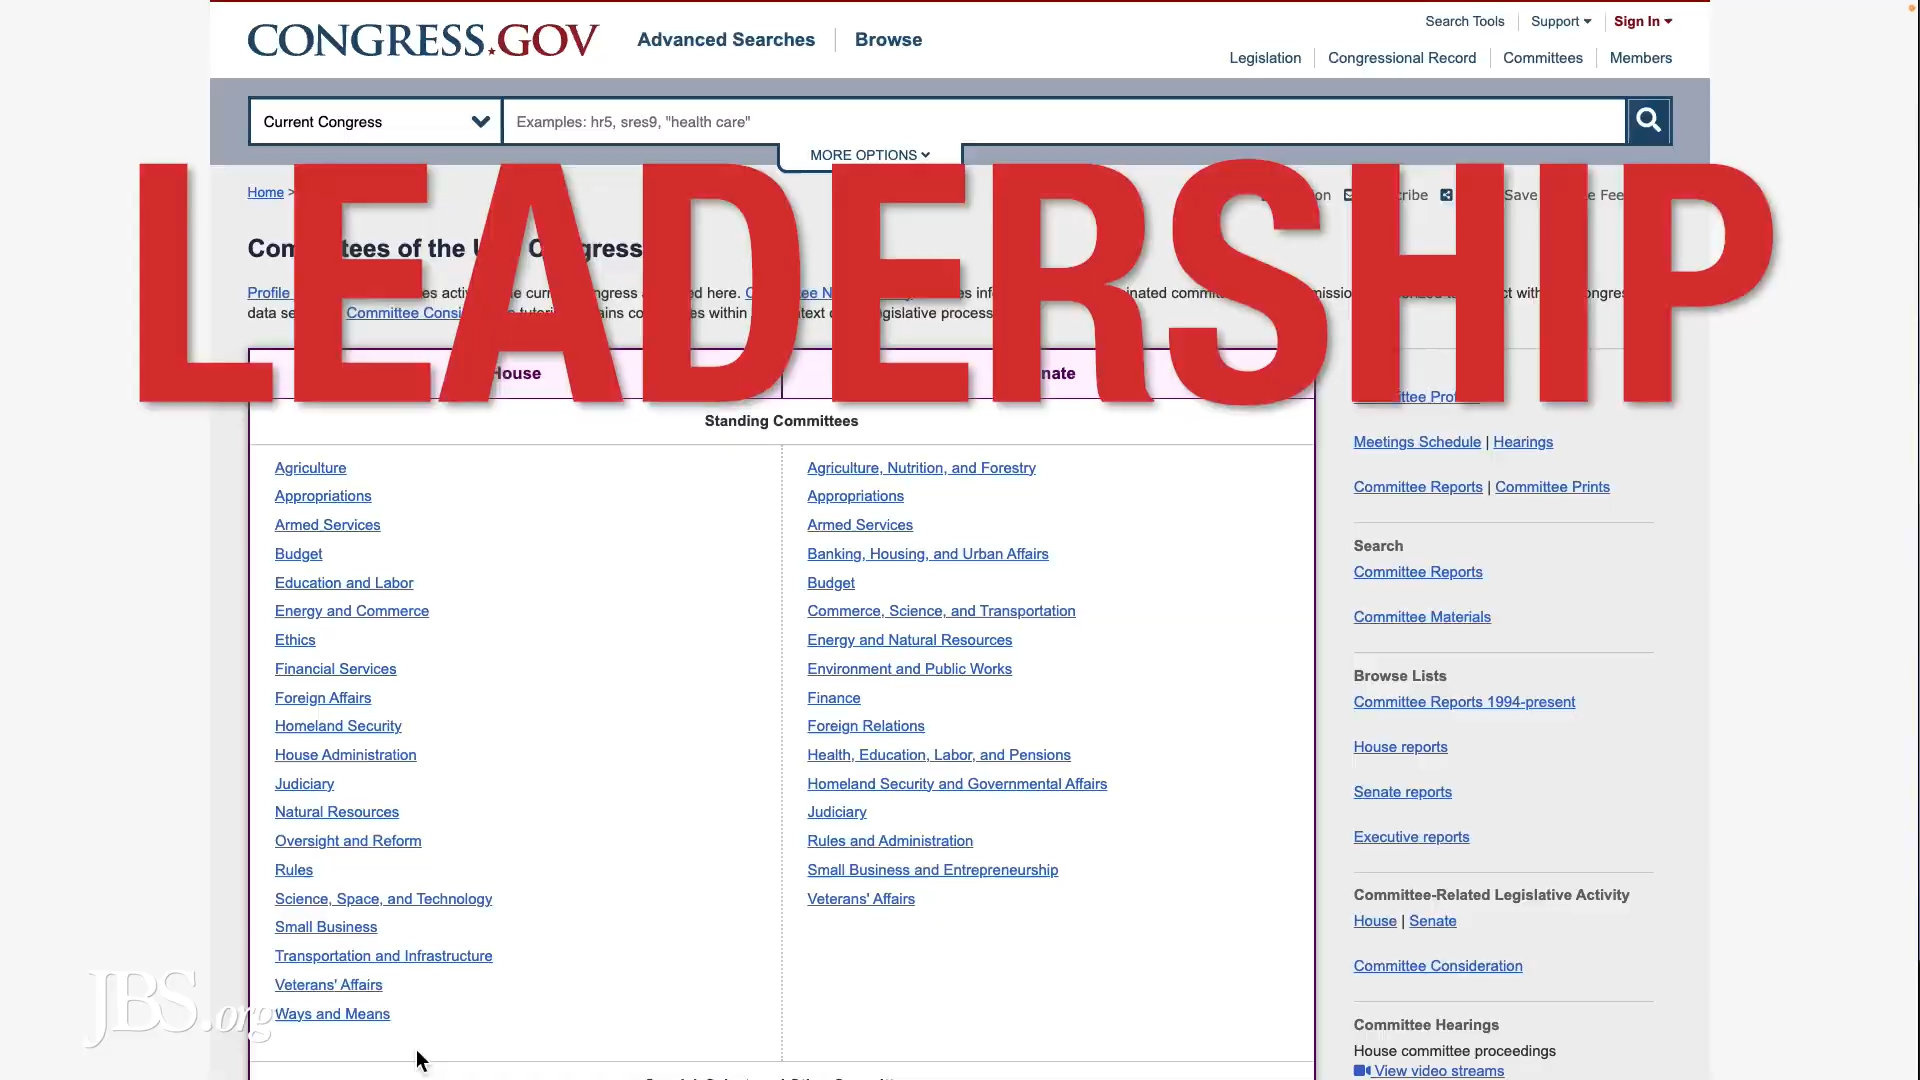 CONGRESS.GOV
Advanced Searches
Browse
Search Tools
Support
Sign In
Legislation
Congressional Record
Committees
Members
Current Congress
Examples: hr5, sres9, "health care"
MORE OPTIONS
LEADERSHIP
Home >
Save
of the
Profile
here.
data
tutorial
within
legislative process
House
Standing Committees
Agriculture
Appropriations
Armed Services
Budget
Education and Labor
Energy and Commerce
Ethics
Financial Services
Foreign Affairs
Homeland Security
House Administration
Judiciary
Natural Resources
Oversight and Reform
Rules
Science, Space, and Technology
Small Business
Transportation and Infrastructure
Veterans' Affairs
Ways and Means
Agriculture, Nutrition, and Forestry
Appropriations
Armed Services
Banking, Housing, and Urban Affairs
Budget
Commerce, Science, and Transportation
Energy and Natural Resources
Environment and Public Works
Finance
Foreign Relations
Health, Education, Labor, and Pensions
Homeland Security and Governmental Affairs
Judiciary
Rules and Administration
Small Business and Entrepreneurship
Veterans' Affairs
Meetings Schedule | Hearings
Committee Reports | Committee Prints
Search
Committee Reports
Committee Materials
Browse Lists
Committee Reports 1994-present
House reports
Senate reports
Executive reports
Committee-Related Legislative Activity
House | Senate
Committee Consideration
Committee Hearings
House committee proceedings
View video streams
JBS.org